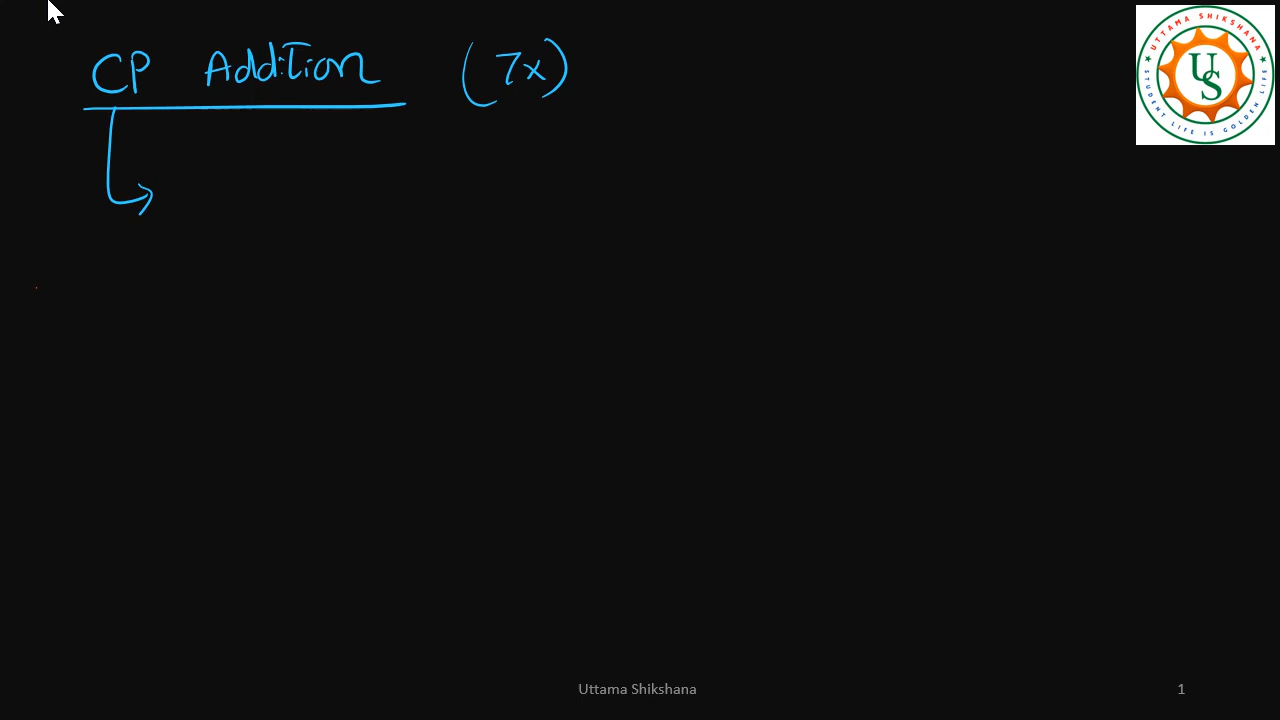 CP Addition (7x)
UTTAMA SHIKSHANA
US
STUDENT LIFE IS GOLDEN LIFE
Uttama Shikshana
1